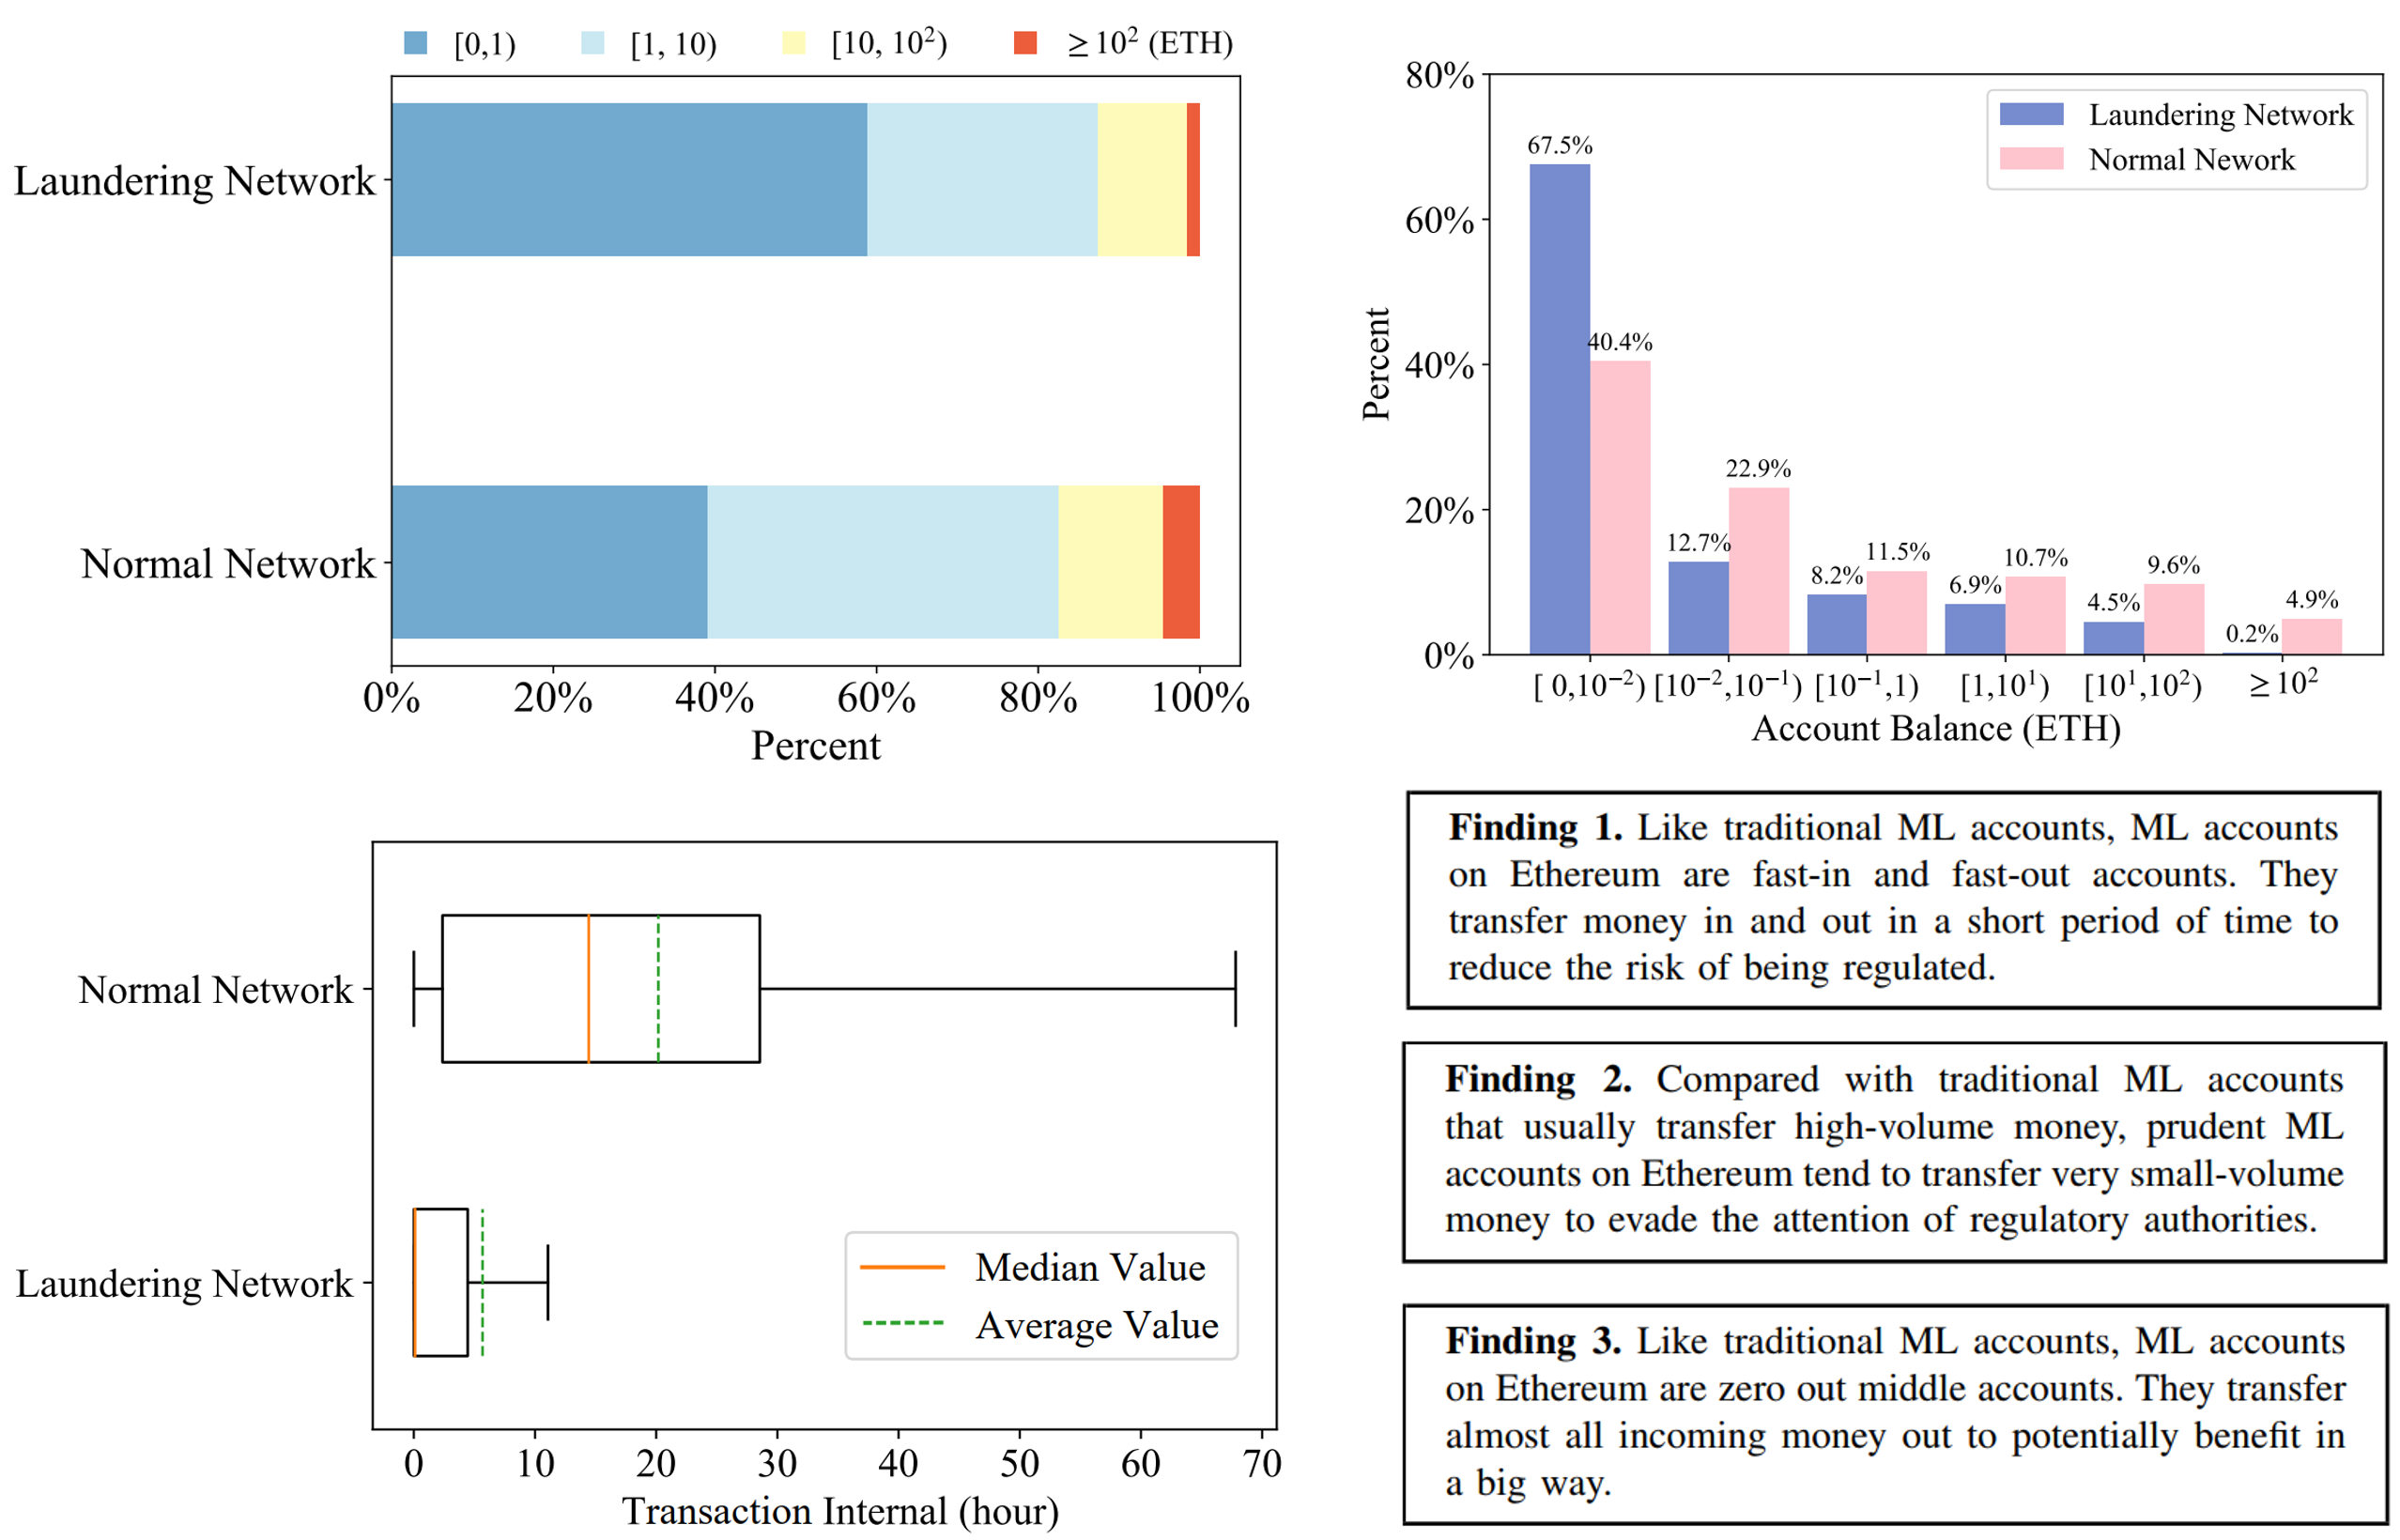 [0,1) [1, 10) [10, 10²) ≥10² (ETH)
Laundering Network
Normal Network
0% 20% 40% 60% 80% 100%
Percent
80%
60%
40%
20%
0%
Percent
Laundering Network
Normal Nework
67.5%
40.4%
12.7%
22.9%
8.2%
11.5%
6.9%
10.7%
4.5%
9.6%
0.2%
4.9%
[ 0,10⁻²) [10⁻²,10⁻¹) [10⁻¹,1) [1,10¹) [10¹,10²) ≥10²
Account Balance (ETH)
Normal Network
Laundering Network
Median Value
Average Value
0 10 20 30 40 50 60 70
Transaction Internal (hour)
Finding 1. Like traditional ML accounts, ML accounts
on Ethereum are fast-in and fast-out accounts. They
transfer money in and out in a short period of time to
reduce the risk of being regulated.
Finding 2. Compared with traditional ML accounts
that usually transfer high-volume money, prudent ML
accounts on Ethereum tend to transfer very small-volume
money to evade the attention of regulatory authorities.
Finding 3. Like traditional ML accounts, ML accounts
on Ethereum are zero out middle accounts. They transfer
almost all incoming money out to potentially benefit in
a big way.